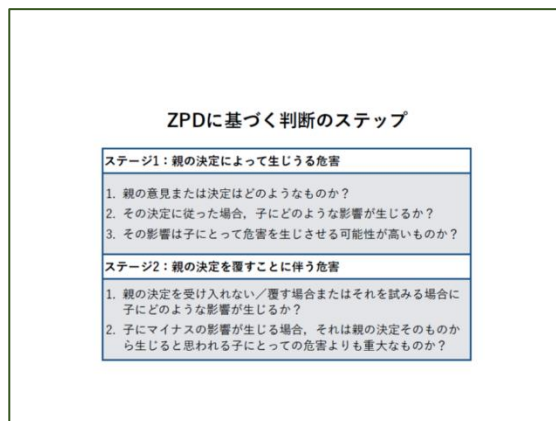 ZPDに基づく判断のステップ
ステージ1：親の決定によって生じうる危害
1. 親の意見または決定はどのようなものか？
2. その決定に従った場合，子にどのような影響が生じるか？
3. その影響は子にとって危害を生じさせる可能性が高いものか？
ステージ2：親の決定を覆すことに伴う危害
1. 親の決定を受け入れない／覆す場合またはそれを試みる場合に
子にどのような影響が生じるか？
2. 子にマイナスの影響が生じる場合，それは親の決定そのものか
ら生じると思われる子にとっての危害よりも重大なものか？